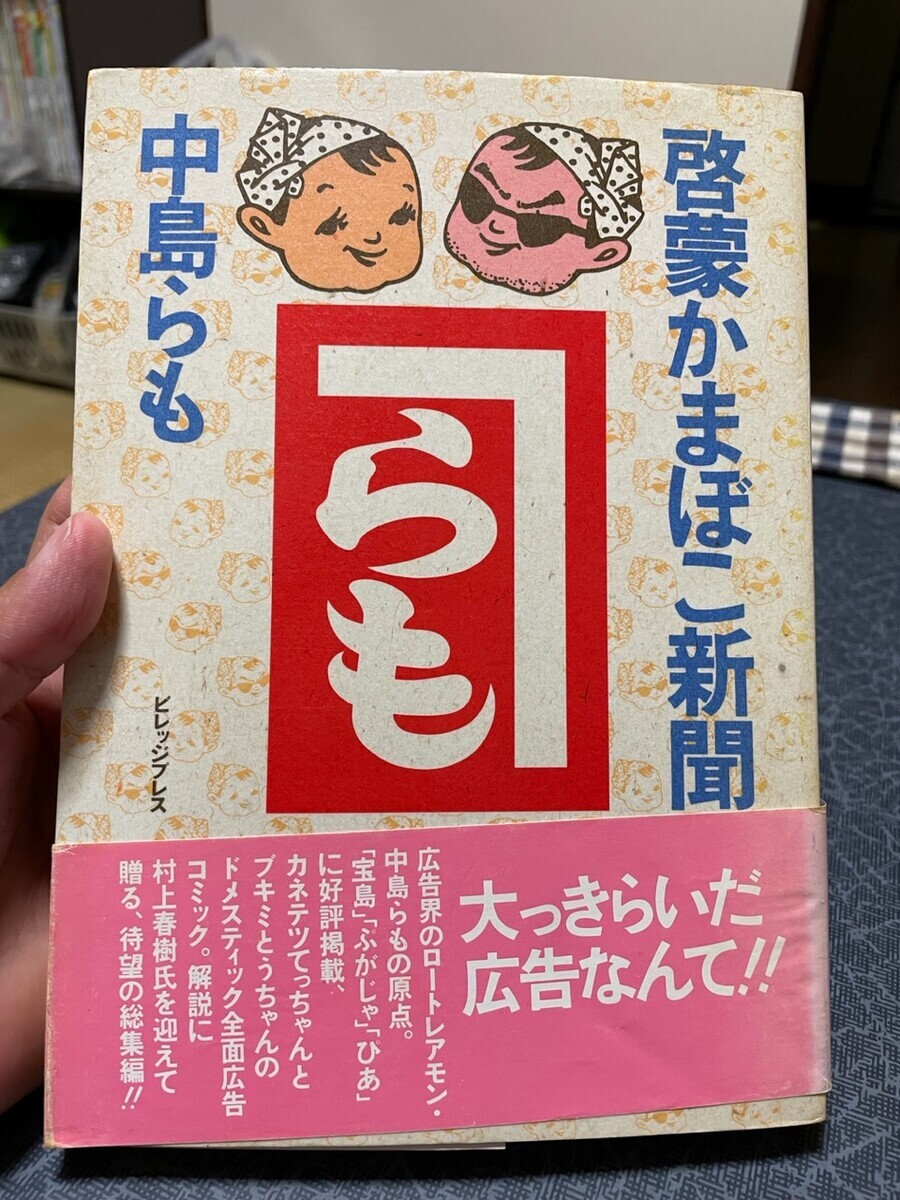 啓蒙かまぼこ新聞
中島らも
らも
ビレッジプレス
大っきらいだ
広告なんて!!
広告界のロートレアモン・
中島らもの原点。
「宝島」「ぷがじゃ」「ひあ」
に好評掲載、
カネテツてっちゃんと
ブキミとうちゃんの
ドメスティック全面広告
コミック。解説に
村上春樹氏を迎えて
贈る、待望の総集編!!